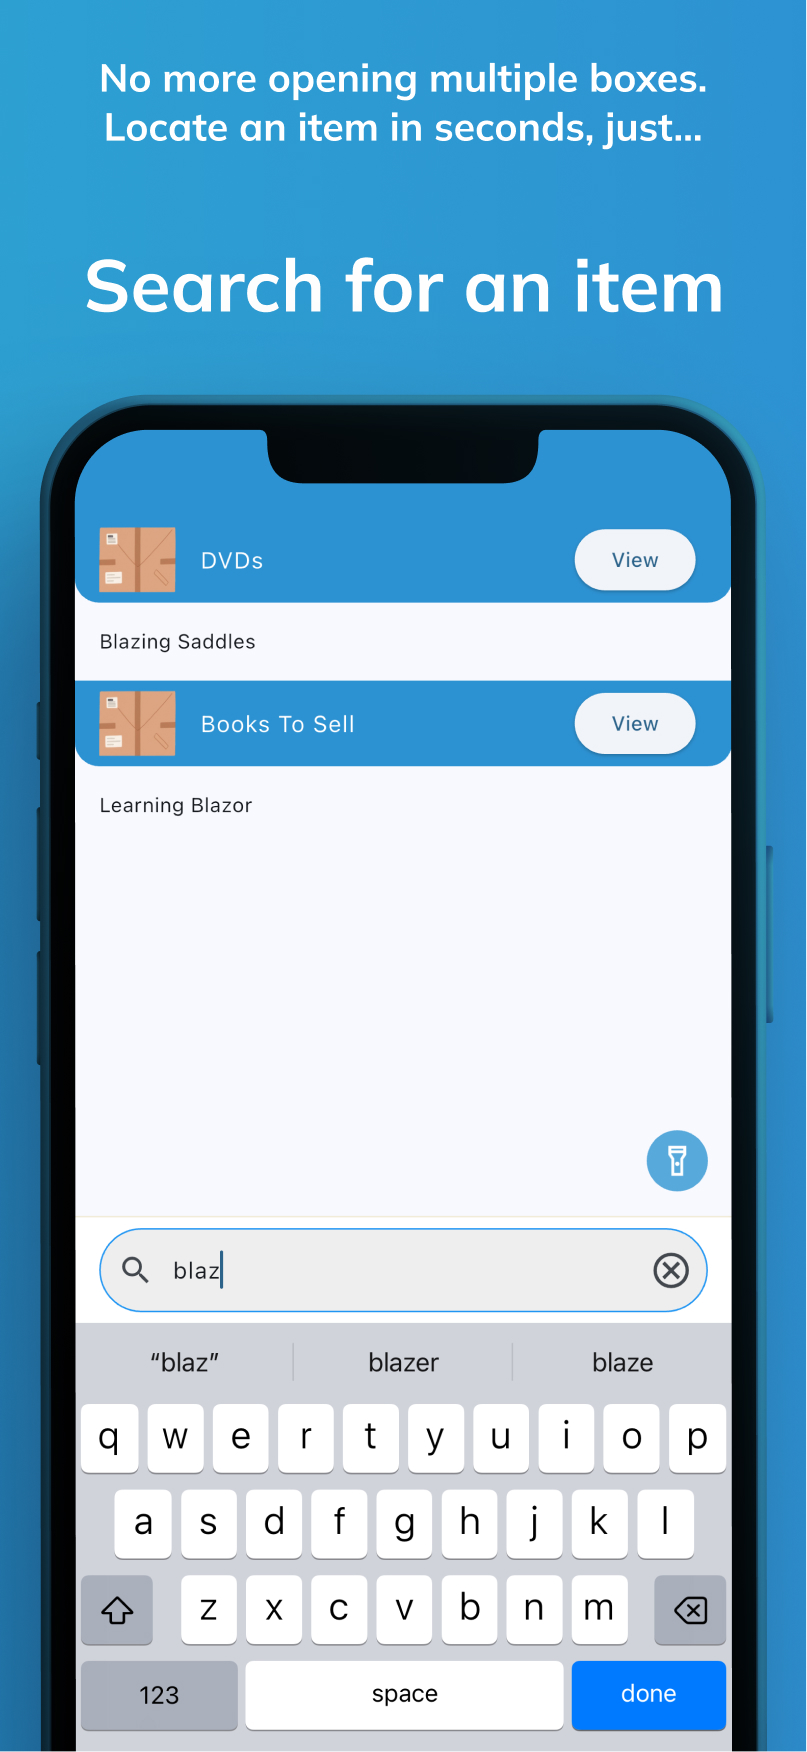 No more opening multiple boxes.
Locate an item in seconds, just...
Search for an item
DVDs
View
Blazing Saddles
Books To Sell
View
Learning Blazor
blaz
“blaz” blazer blaze
q w e r t y u i o p
a s d f g h j k l
z x c v b n m
123 space done